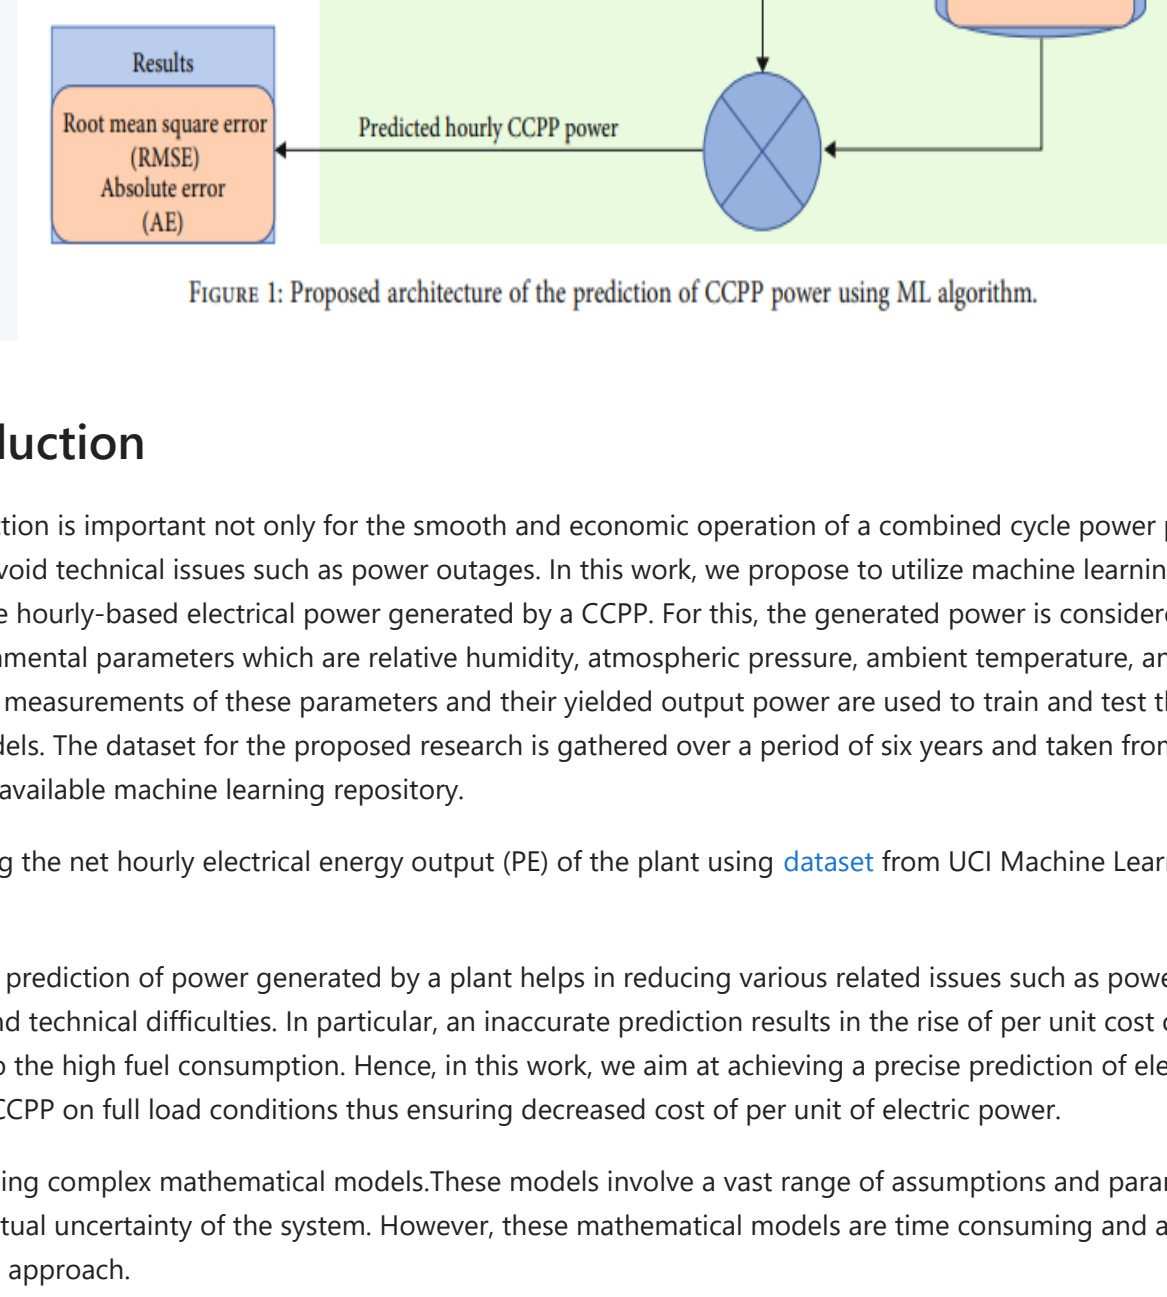 Results
Root mean square error
(RMSE)
Absolute error
(AE)
Predicted hourly CCPP power
FIGURE 1: Proposed architecture of the prediction of CCPP power using ML algorithm.
duction
ction is important not only for the smooth and economic operation of a combined cycle power p
void technical issues such as power outages. In this work, we propose to utilize machine learnin
e hourly-based electrical power generated by a CCPP. For this, the generated power is considere
nmental parameters which are relative humidity, atmospheric pressure, ambient temperature, an
measurements of these parameters and their yielded output power are used to train and test th
dels. The dataset for the proposed research is gathered over a period of six years and taken from
available machine learning repository.
g the net hourly electrical energy output (PE) of the plant using dataset from UCI Machine Lear
prediction of power generated by a plant helps in reducing various related issues such as powe
nd technical difficulties. In particular, an inaccurate prediction results in the rise of per unit cost o
o the high fuel consumption. Hence, in this work, we aim at achieving a precise prediction of ele
CCPP on full load conditions thus ensuring decreased cost of per unit of electric power.
ing complex mathematical models.These models involve a vast range of assumptions and para
tual uncertainty of the system. However, these mathematical models are time consuming and a
approach.